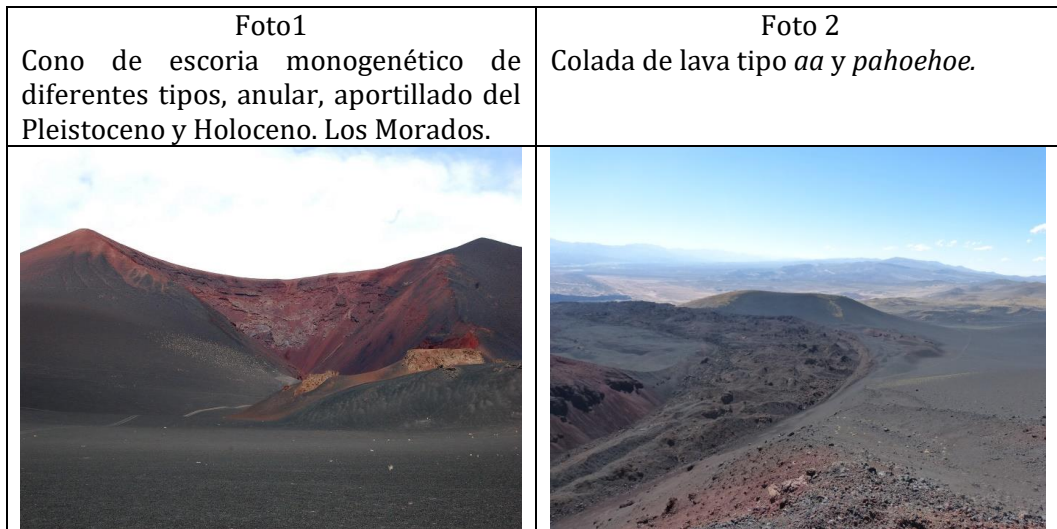 Foto1
Cono de escoria monogenético de
diferentes tipos, anular, aportillado del
Pleistoceno y Holoceno. Los Morados.
Foto 2
Colada de lava tipo aa y pahoehoe.